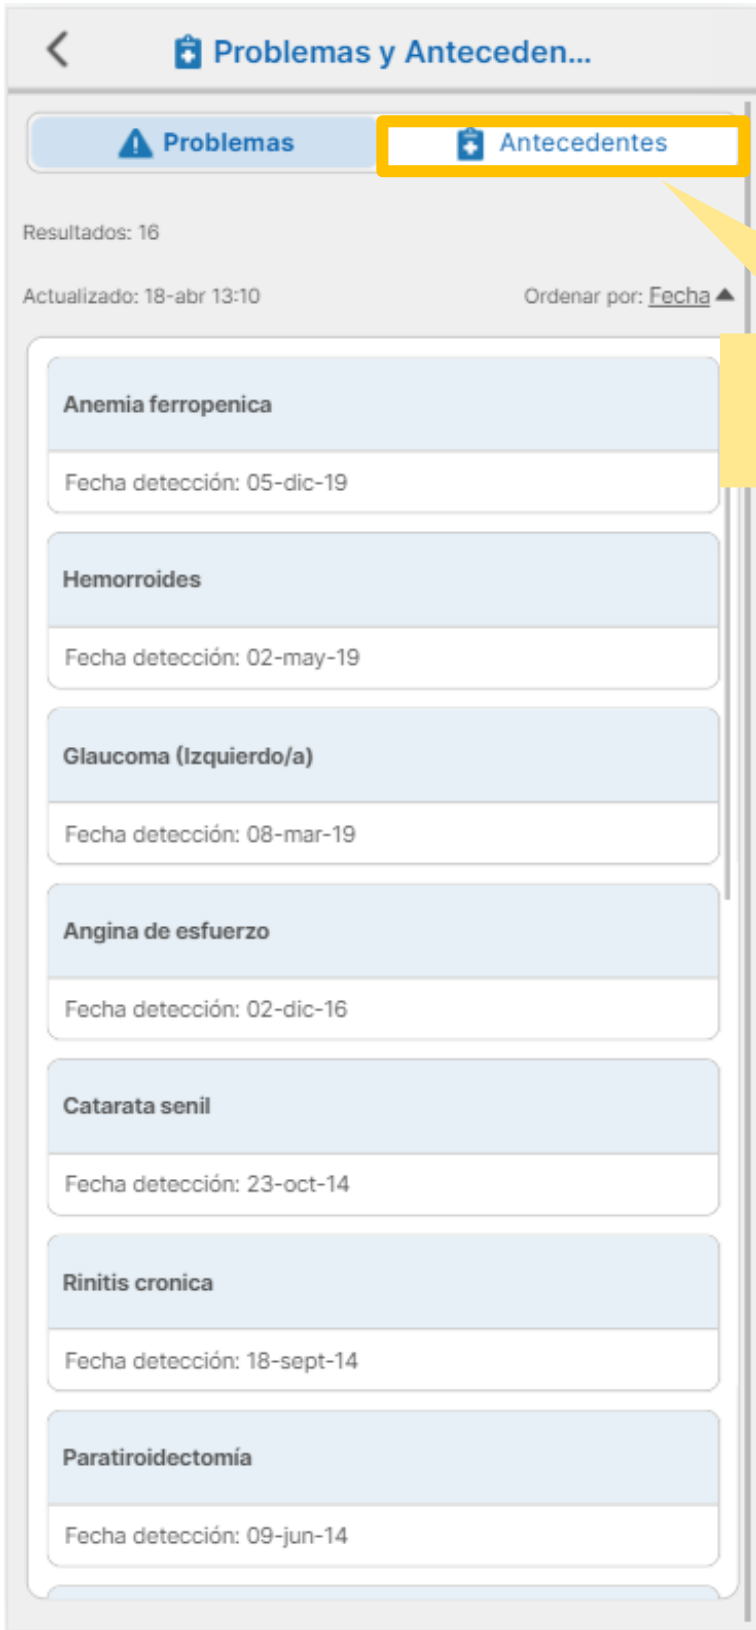 Problemas y Anteceden...
Problemas
Antecedentes
Resultados: 16
Actualizado: 18-abr 13:10
Ordenar por: Fecha
Anemia ferropenica
Fecha detección: 05-dic-19
Hemorroides
Fecha detección: 02-may-19
Glaucoma (Izquierdo/a)
Fecha detección: 08-mar-19
Angina de esfuerzo
Fecha detección: 02-dic-16
Catarata senil
Fecha detección: 23-oct-14
Rinitis cronica
Fecha detección: 18-sept-14
Paratiroidectomía
Fecha detección: 09-jun-14